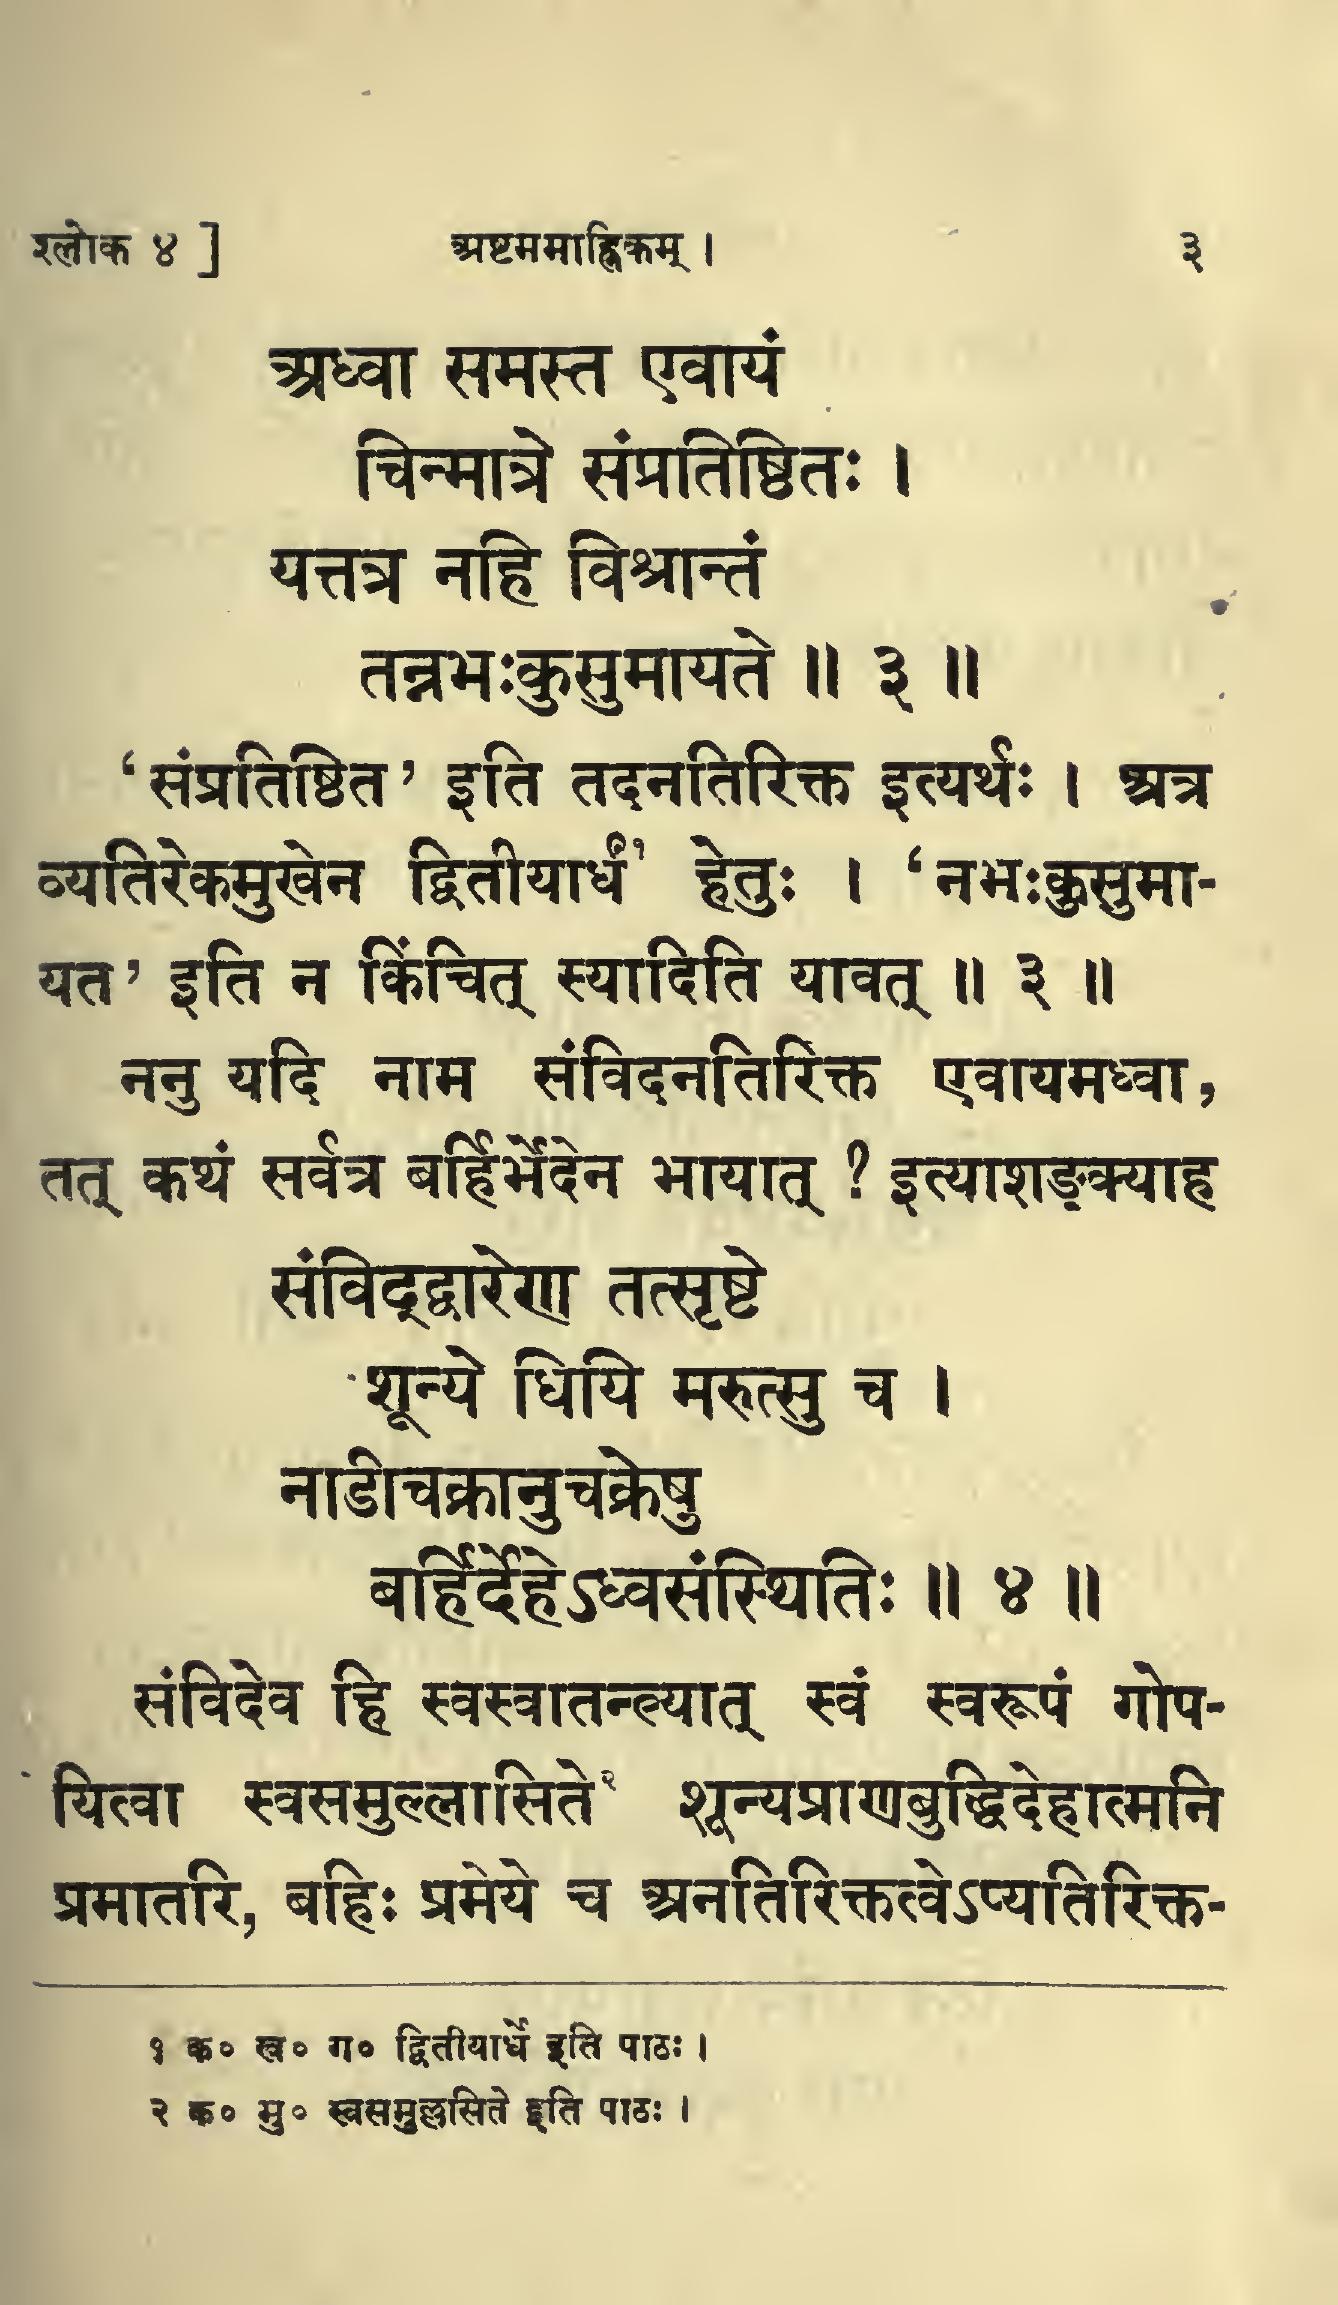 श्लोक ४ ] अष्टममाह्निकम् । ३
अध्वा समस्त एवायं
चिन्मात्रे संप्रतिष्ठितः ।
यत्तत्र नहि विश्रान्तं
तन्नभःकुसुमायते ॥ ३ ॥
‘संप्रतिष्ठित’ इति तदनतिरिक्त इत्यर्थः । अत्र
व्यतिरेकमुखेन द्वितीयार्धं१ हेतुः । ‘नभःकुसुमा-
यत’ इति न किंचित् स्यादिति यावत् ॥ ३ ॥
ननु यदि नाम संविदनतिरिक्त एवायमध्वा,
तत् कथं सर्वत्र बर्हिर्भेदेन भायात् ? इत्याशङ्क्याह
संविद्द्वारेण तत्सृष्टे
शून्ये धियि मरुत्सु च ।
नाडीचक्रानुचक्रेषु
बर्हिर्देहेऽध्वसंस्थितिः ॥ ४ ॥
संविदेव हि स्वस्वातन्त्र्यात् स्वं स्वरूपं गोप-
यित्वा स्वसमुल्लासिते२ शून्यप्राणबुद्धिदेहात्मनि
प्रमातरि, बहिः प्रमेये च अनतिरिक्तत्वेऽप्यतिरिक्त-
१ क० ख० ग० द्वितीयार्धे इति पाठः ।
२ क० मु० स्वसमुल्लसिते इति पाठः ।